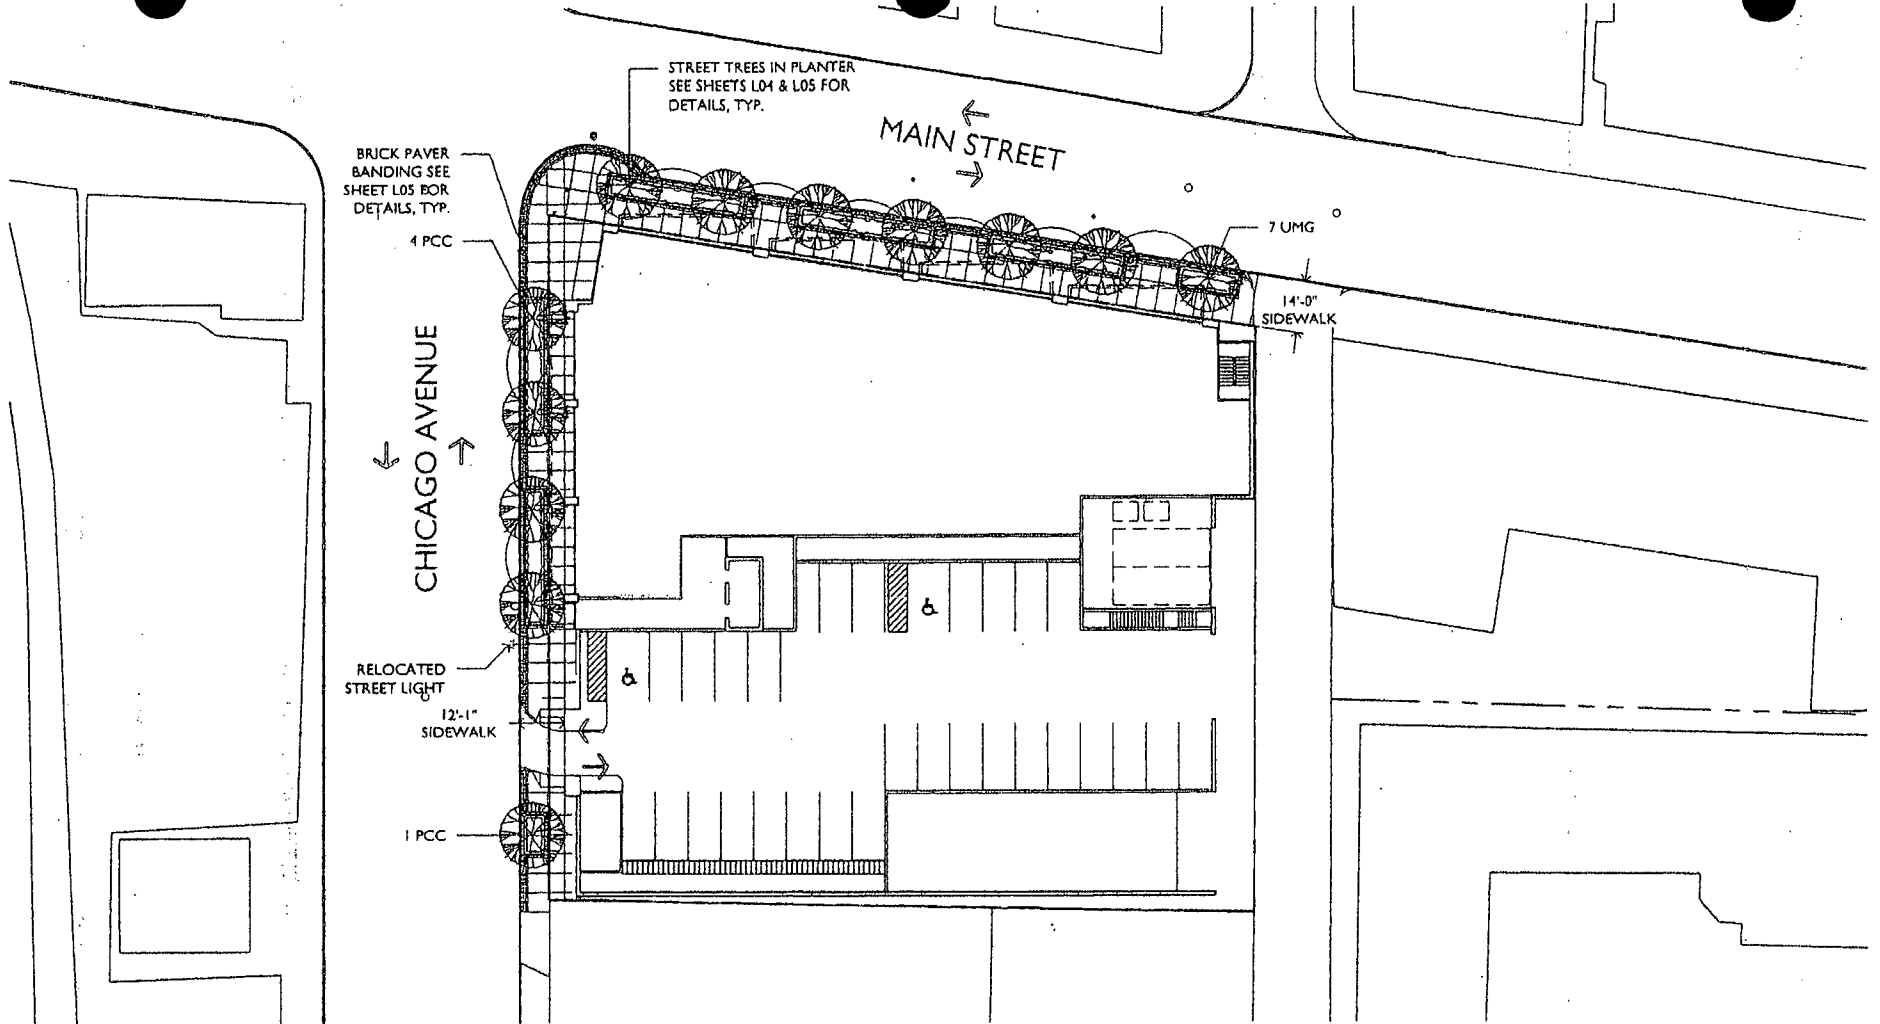 STREET TREES IN PLANTER
SEE SHEETS L04 & L05 FOR
DETAILS, TYP.
MAIN STREET
BRICK PAVER
BANDING SEE
SHEET L05 FOR
DETAILS, TYP.
4 PCC
7 UMG
14'-0"
SIDEWALK
CHICAGO AVENUE
RELOCATED
STREET LIGHT
12'-1"
SIDEWALK
1 PCC